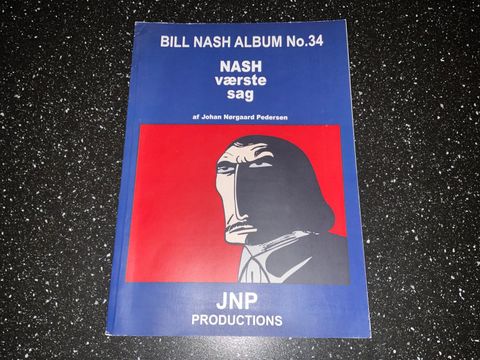 BILL NASH ALBUM No.34
NASH
værste
sag
af Johan Nørgaard Pedersen
JNP
PRODUCTIONS